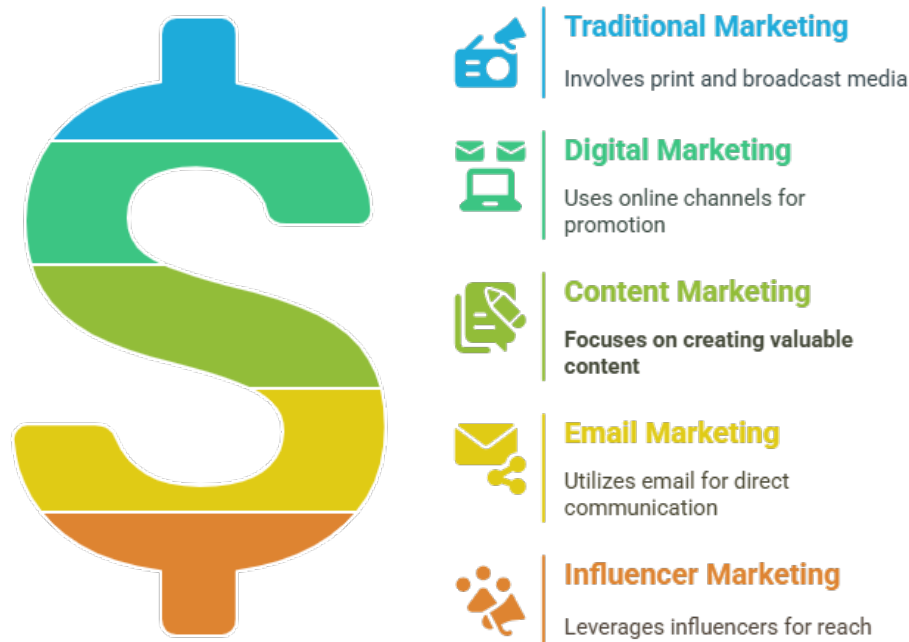 Traditional Marketing
Involves print and broadcast media
Digital Marketing
Uses online channels for
promotion
Content Marketing
Focuses on creating valuable
content
Email Marketing
Utilizes email for direct
communication
Influencer Marketing
Leverages influencers for reach